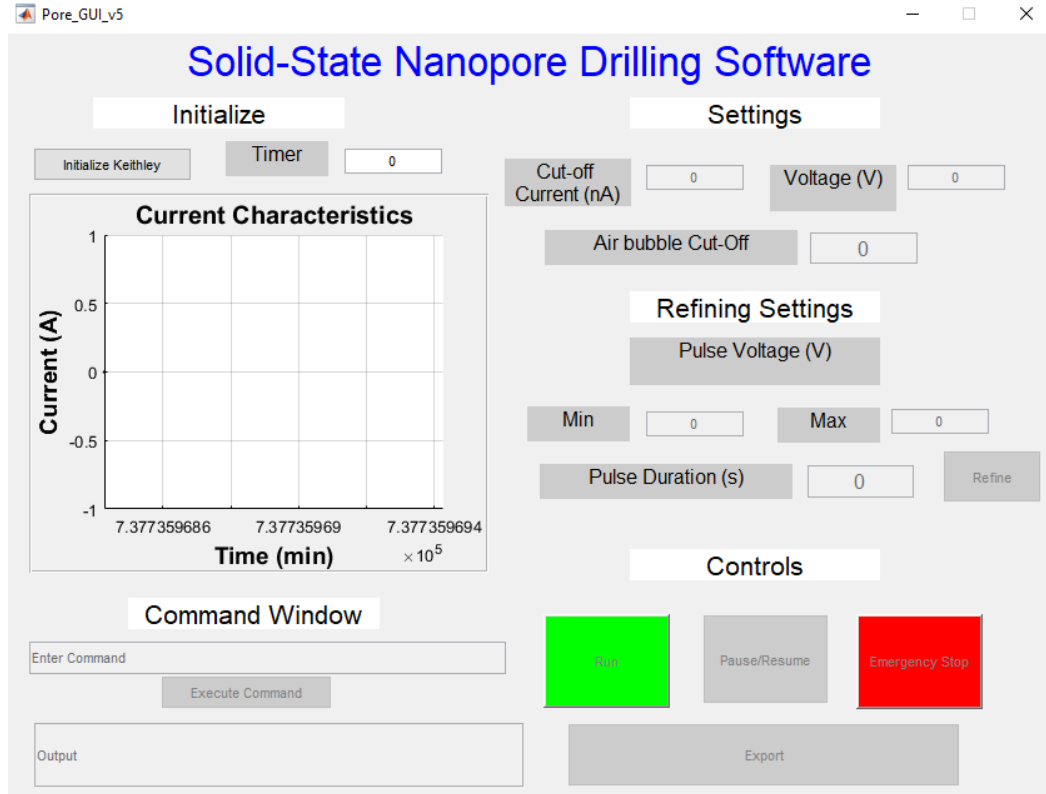 Pore_GUI_v5
Solid-State Nanopore Drilling Software
Initialize
Initialize Keithley
Timer
0
Current Characteristics
Current (A)
1
0.5
0
-0.5
-1
7.377359686 7.37735969 7.377359694
Time (min)
×10^5
Command Window
Enter Command
Execute Command
Output
Settings
Cut-off
Current (nA)
0
Voltage (V)
0
Air bubble Cut-Off
0
Refining Settings
Pulse Voltage (V)
Min
0
Max
0
Pulse Duration (s)
0
Refine
Controls
Run
Pause/Resume
Emergency Stop
Export